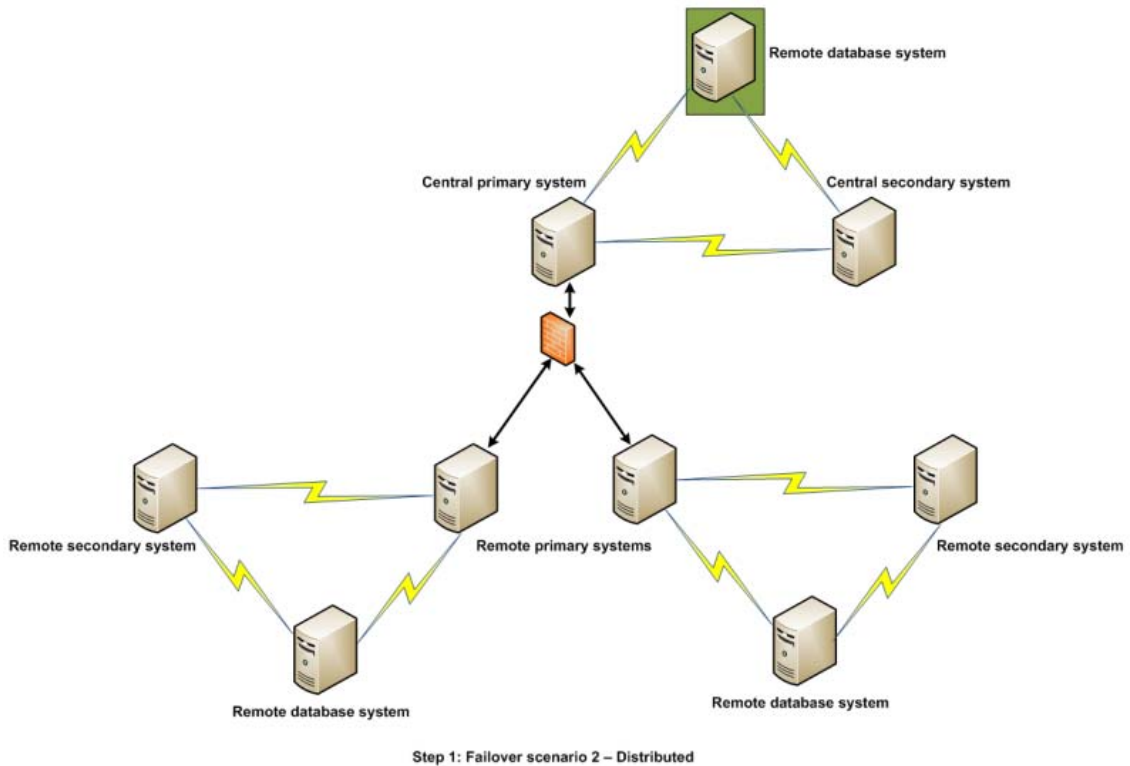 Remote database system
Central primary system
Central secondary system
Remote secondary system
Remote primary systems
Remote secondary system
Remote database system
Remote database system
Step 1: Failover scenario 2 – Distributed